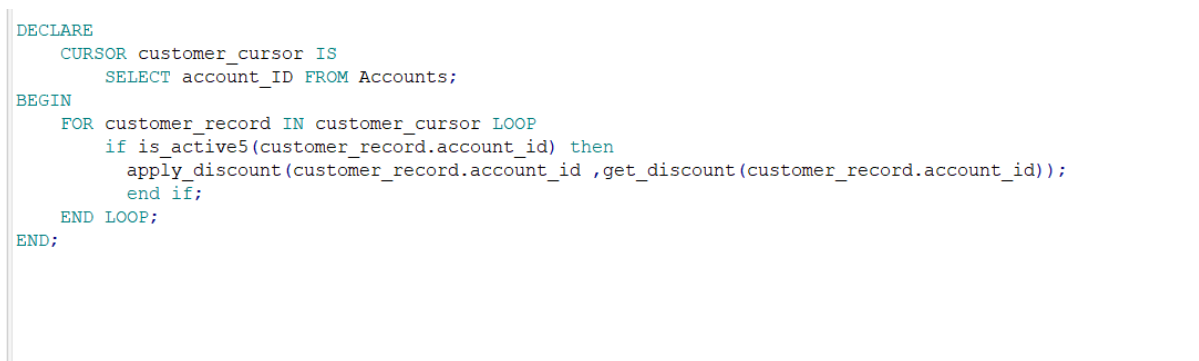 DECLARE
CURSOR customer_cursor IS
SELECT account_ID FROM Accounts;
BEGIN
FOR customer_record IN customer_cursor LOOP
if is_active5(customer_record.account_id) then
apply_discount(customer_record.account_id ,get_discount(customer_record.account_id));
end if;
END LOOP;
END;